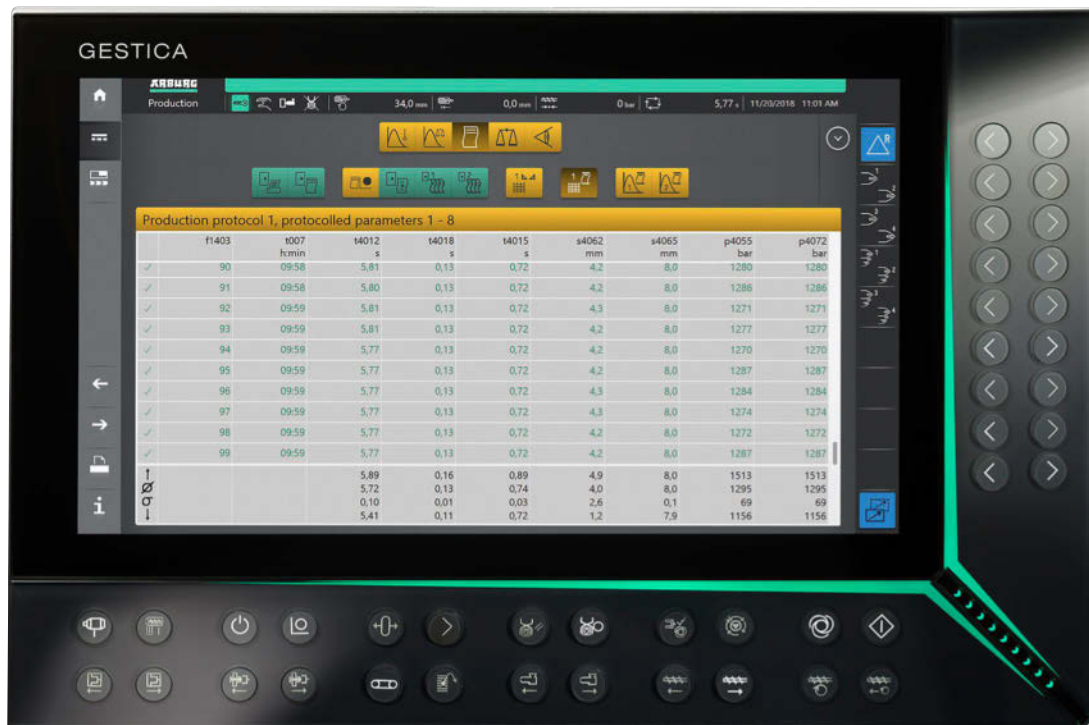 GESTICA
ARBURG
Production 34,0 mm 0,0 mm 0 bar 5,77 s 11/20/2018 11:01 AM
R
Production protocol 1, protocolled parameters 1 - 8
f1403 t007 t4012 t4018 t4015 s4062 s4065 p4055 p4072
h:min s s s mm mm bar bar
90 09:58 5,81 0,13 0,72 4,2 8,0 1280 1280
91 09:58 5,80 0,13 0,72 4,2 8,0 1286 1286
92 09:59 5,81 0,13 0,72 4,3 8,0 1271 1271
93 09:59 5,81 0,13 0,72 4,2 8,0 1277 1277
94 09:59 5,77 0,13 0,72 4,2 8,0 1270 1270
95 09:59 5,77 0,13 0,72 4,2 8,0 1287 1287
96 09:59 5,77 0,13 0,72 4,3 8,0 1284 1284
97 09:59 5,77 0,13 0,72 4,3 8,0 1274 1274
98 09:59 5,77 0,13 0,72 4,2 8,0 1272 1272
99 09:59 5,77 0,13 0,72 4,2 8,0 1287 1287
↑ 5,89 0,16 0,89 4,9 8,0 1513 1513
Ø 5,72 0,13 0,74 4,0 8,0 1295 1295
σ 0,10 0,01 0,03 2,6 0,1 69 69
↓ 5,41 0,11 0,72 1,2 7,9 1156 1156
i